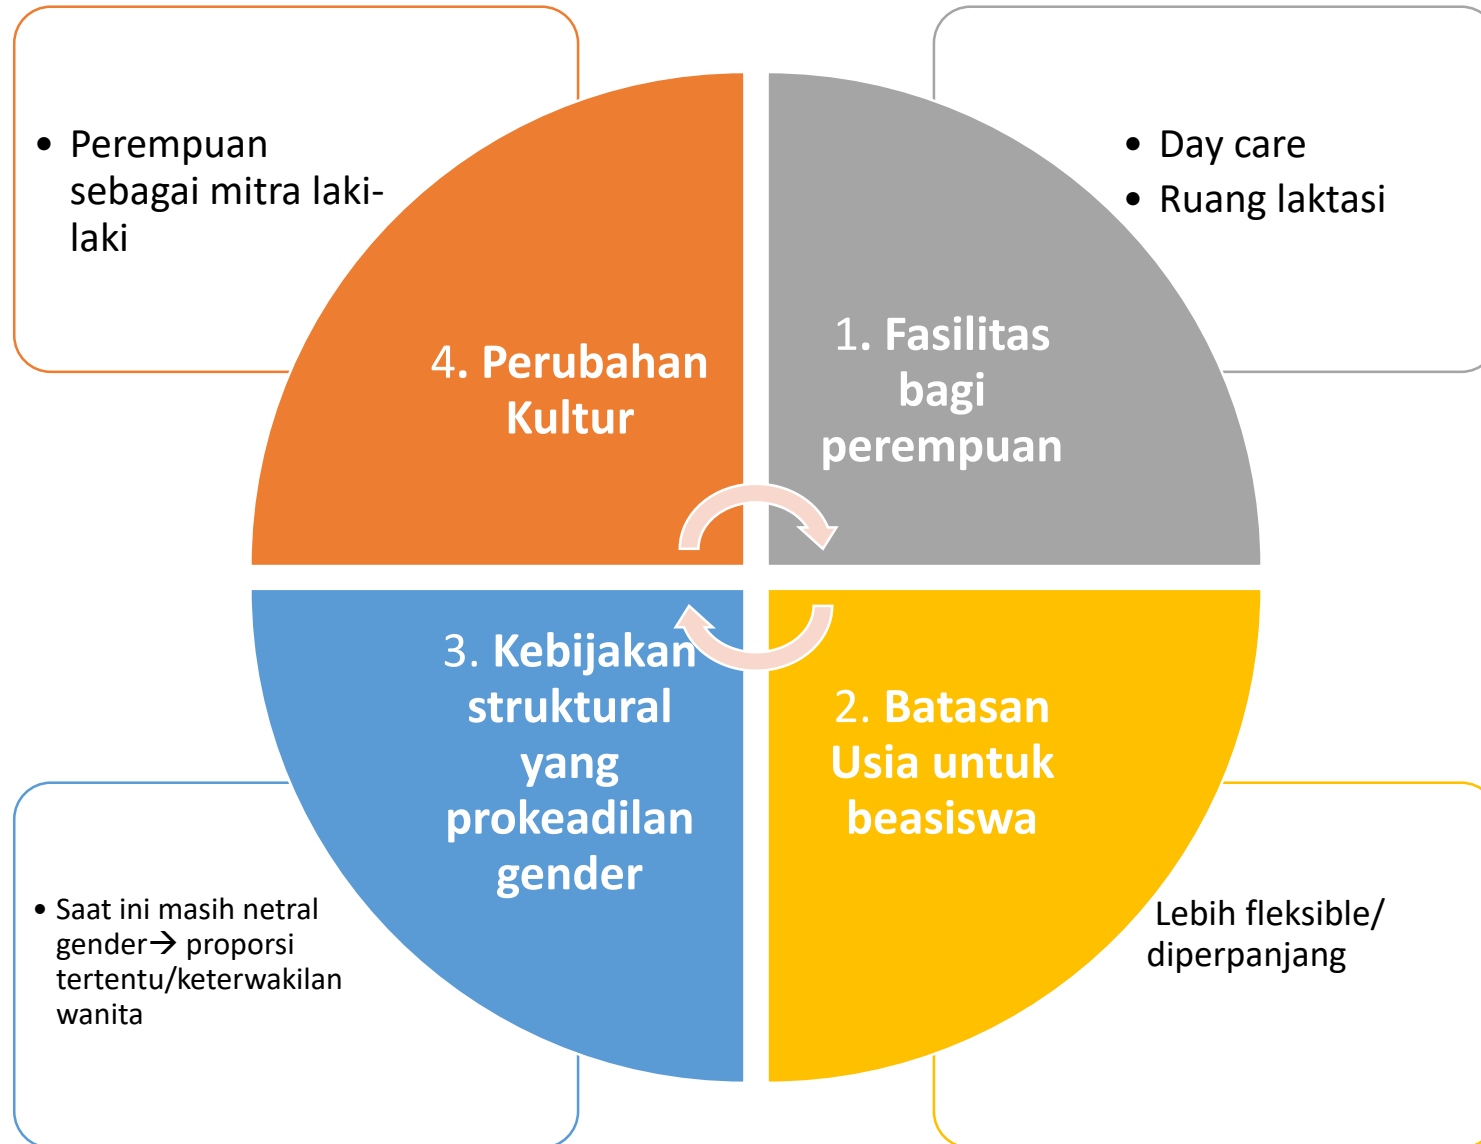 • Perempuan
sebagai mitra laki-
laki
• Day care
• Ruang laktasi
4. Perubahan
Kultur
1. Fasilitas
bagi
perempuan
3. Kebijakan
struktural
yang
prokeadilan
gender
2. Batasan
Usia untuk
beasiswa
• Saat ini masih netral
gender→ proporsi
tertentu/keterwakilan
wanita
Lebih fleksible/
diperpanjang